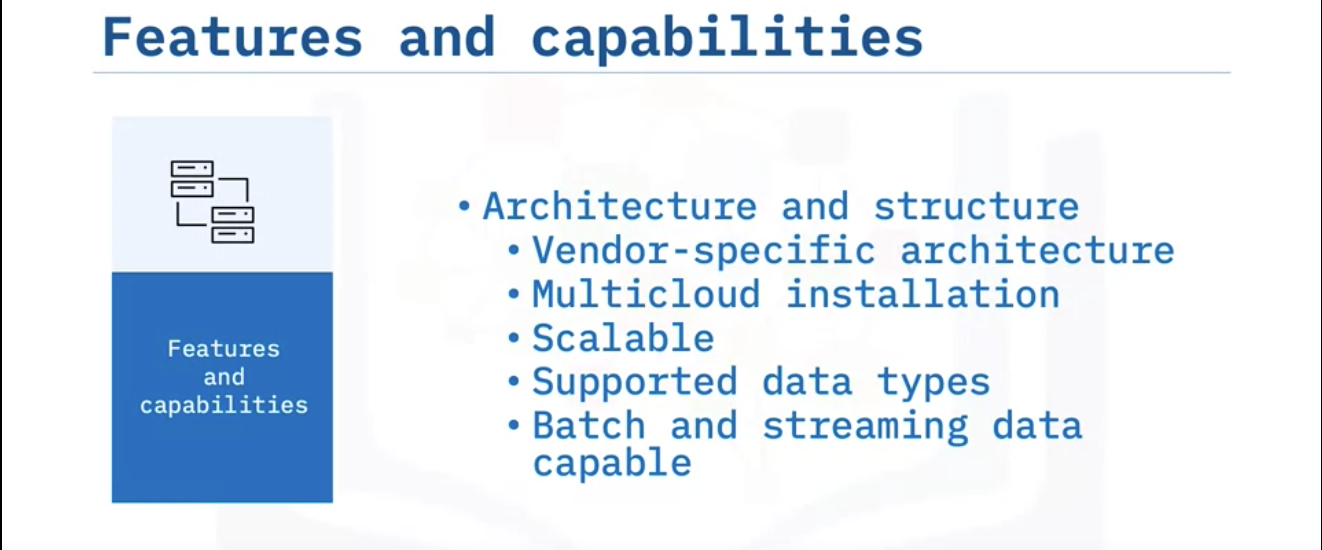 Features and capabilities
Features
and
capabilities
• Architecture and structure
• Vendor-specific architecture
• Multicloud installation
• Scalable
• Supported data types
• Batch and streaming data
capable